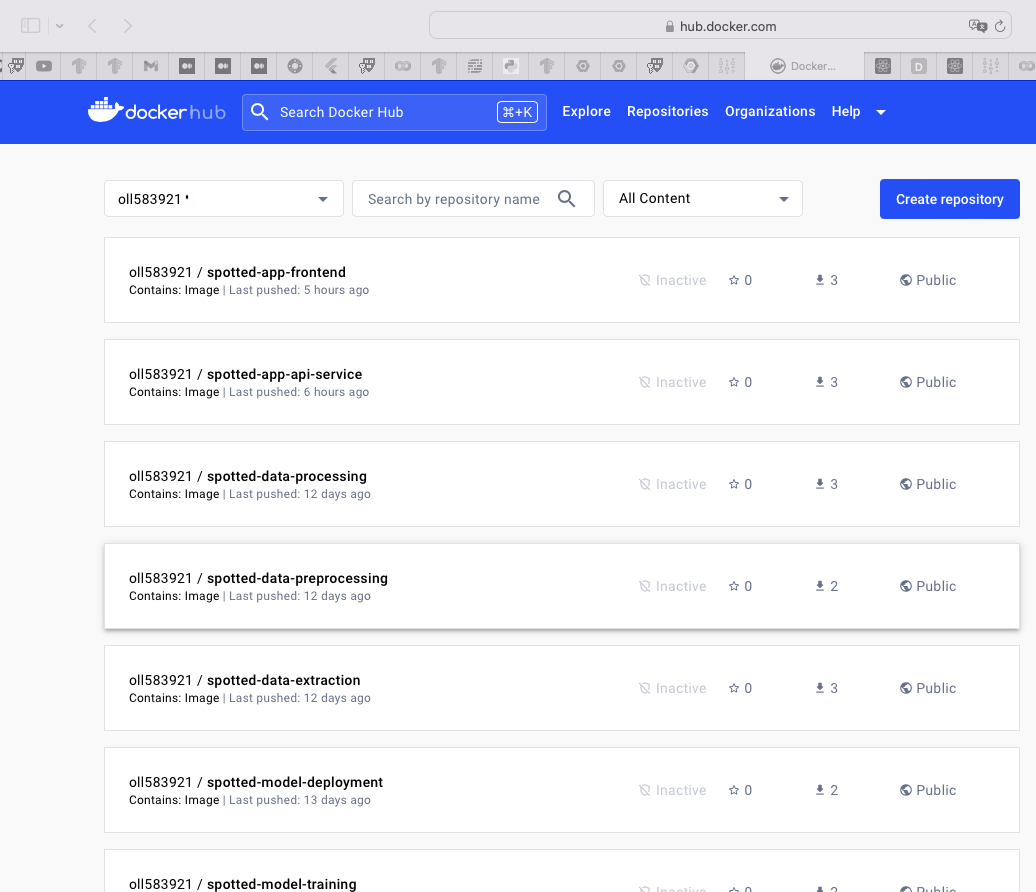 hub.docker.com
Docker...
docker hub
Search Docker Hub
⌘+K
Explore
Repositories
Organizations
Help
oll583921
Search by repository name
All Content
Create repository
oll583921 / spotted-app-frontend
Contains: Image | Last pushed: 5 hours ago
Inactive
0
3
Public
oll583921 / spotted-app-api-service
Contains: Image | Last pushed: 6 hours ago
Inactive
0
3
Public
oll583921 / spotted-data-processing
Contains: Image | Last pushed: 12 days ago
Inactive
0
3
Public
oll583921 / spotted-data-preprocessing
Contains: Image | Last pushed: 12 days ago
Inactive
0
2
Public
oll583921 / spotted-data-extraction
Contains: Image | Last pushed: 12 days ago
Inactive
0
3
Public
oll583921 / spotted-model-deployment
Contains: Image | Last pushed: 13 days ago
Inactive
0
2
Public
oll583921 / spotted-model-training
Inactive
0
2
Public